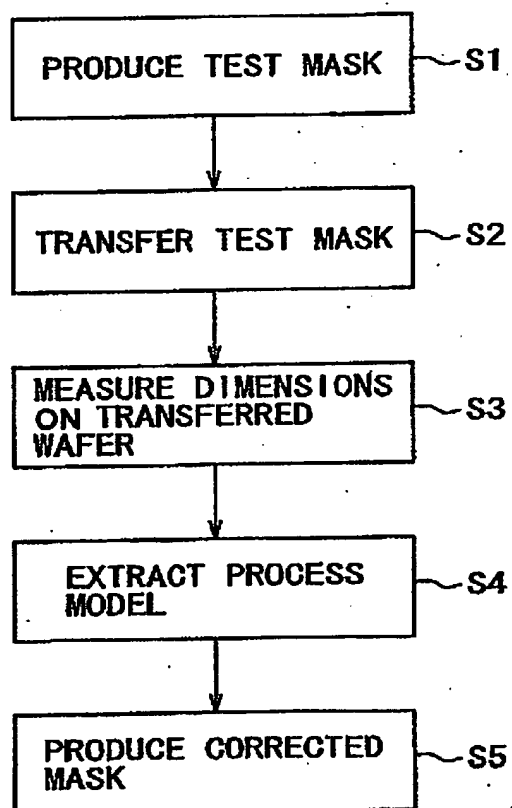 PRODUCE TEST MASK
S1
TRANSFER TEST MASK
S2
MEASURE DIMENSIONS
ON TRANSFERRED
WAFER
S3
EXTRACT PROCESS
MODEL
S4
PRODUCE CORRECTED
MASK
S5